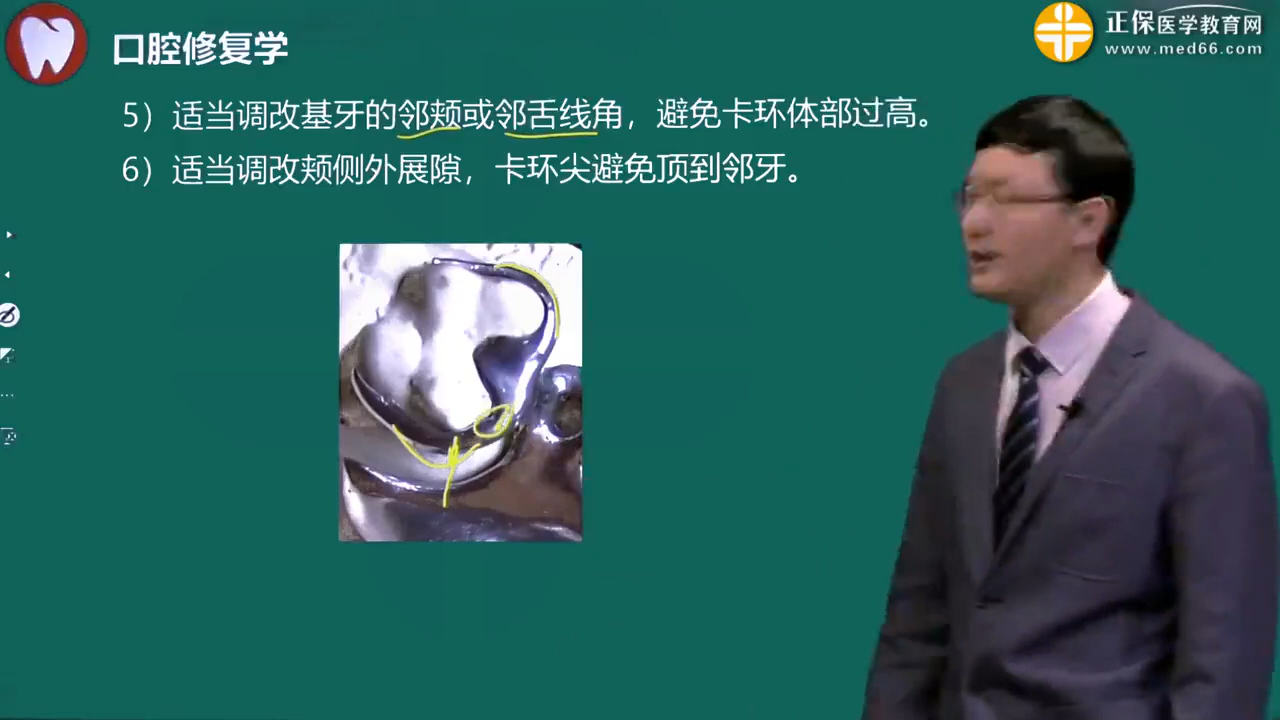 口腔修复学
正保医学教育网
www.med66.com
5）适当调改基牙的邻颊或邻舌线角，避免卡环体部过高。
6）适当调改颊侧外展隙，卡环尖避免顶到邻牙。